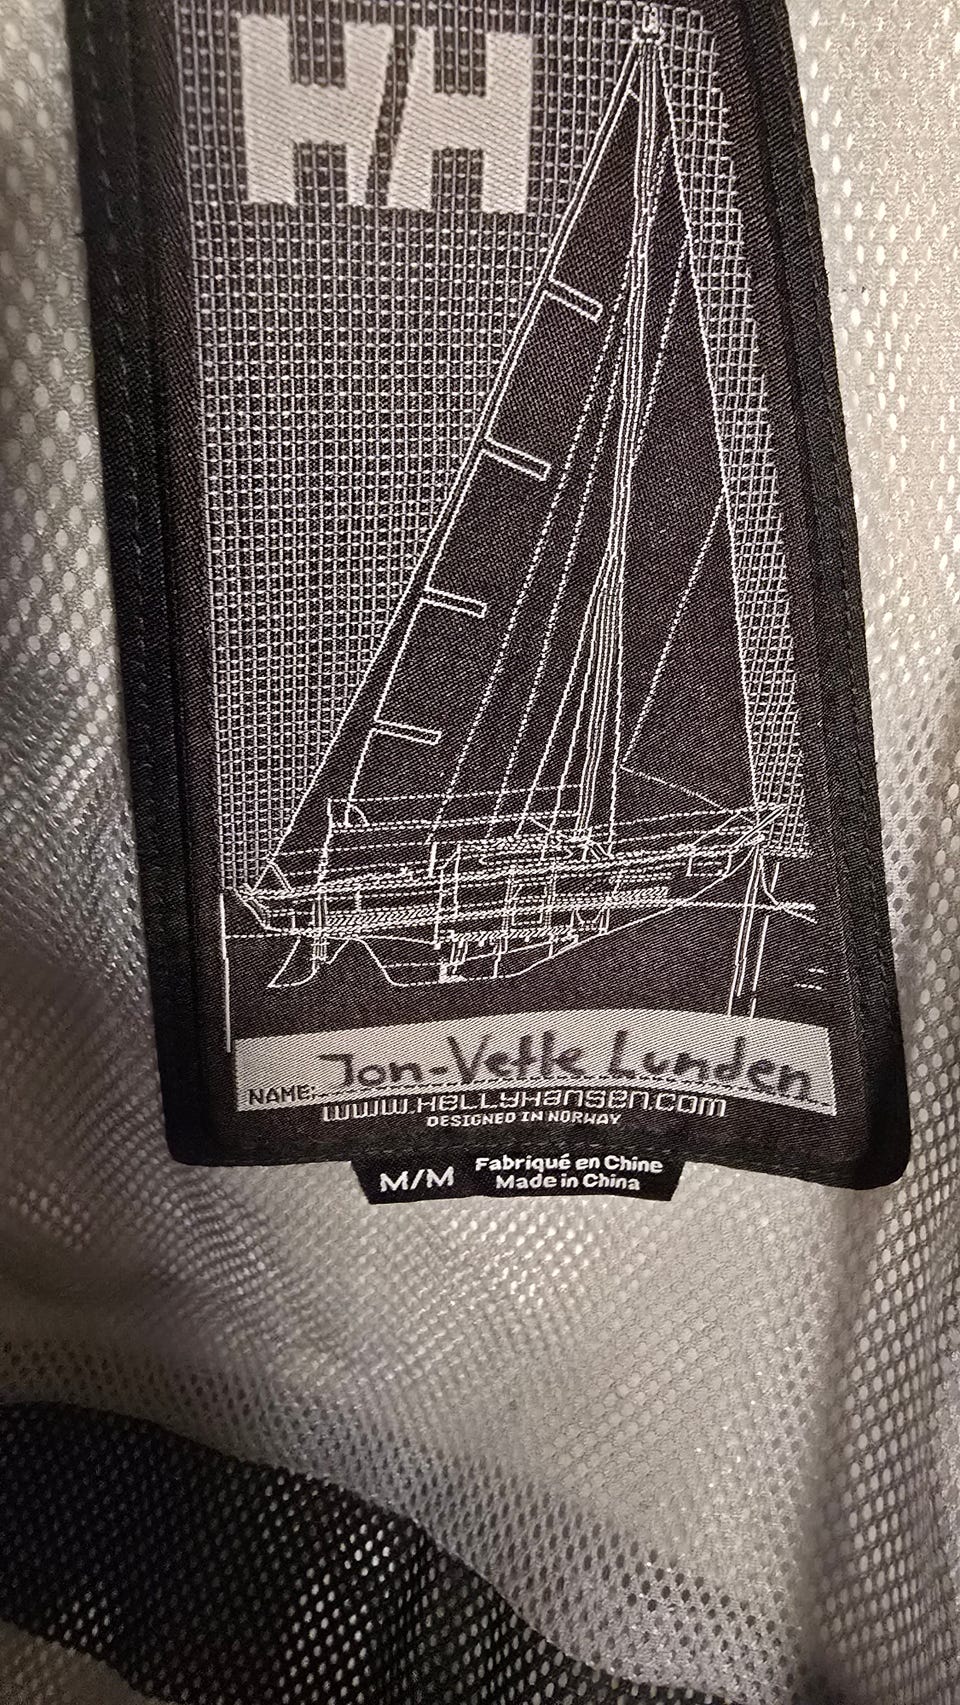 HH
NAME: Jon-Vetle Lunden
www.HELLYHANSEN.COM
DESIGNED IN NORWAY
M/M Fabriqué en Chine
Made in China